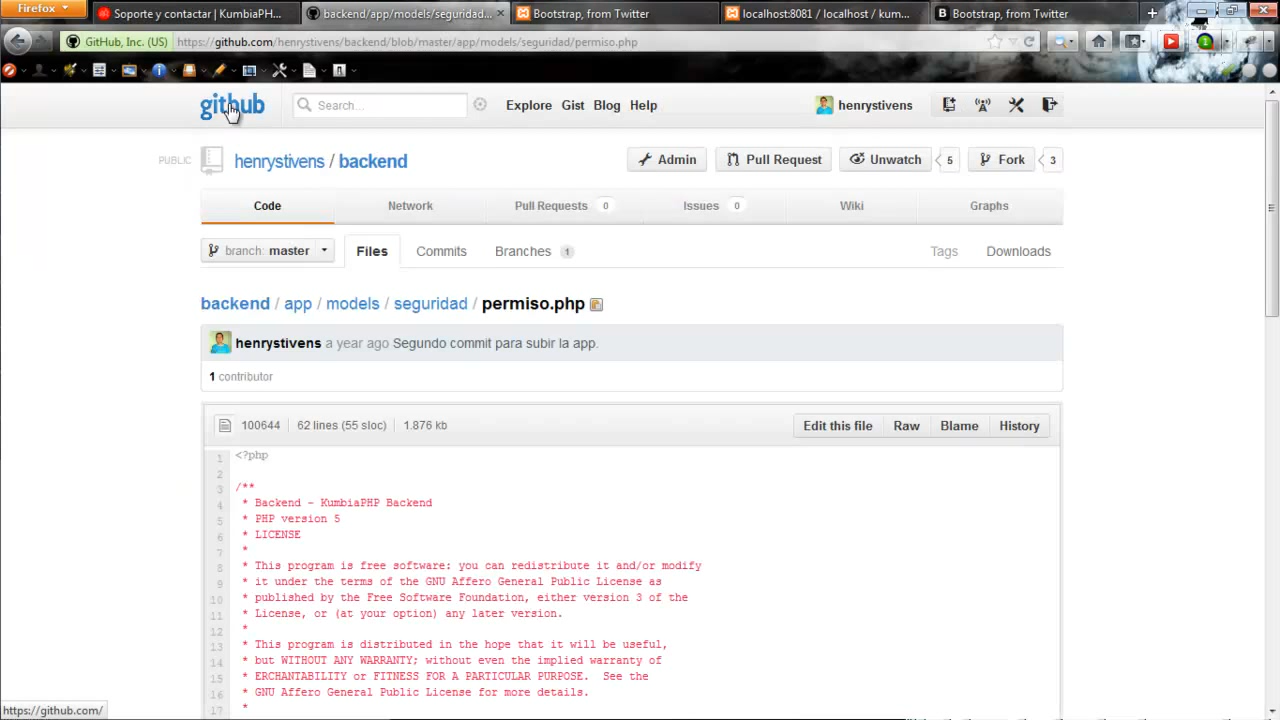 Firefox
Soporte y contactar | KumbiaPH...
backend/app/models/seguridad...
Bootstrap, from Twitter
localhost:8081 / localhost / kum...
Bootstrap, from Twitter
GitHub, Inc. (US)
https://github.com/henrystivens/backend/blob/master/app/models/seguridad/permiso.php
github
Search...
Explore Gist Blog Help
henrystivens
PUBLIC
henrystivens / backend
Admin
Pull Request
Unwatch 5
Fork 3
Code
Network
Pull Requests 0
Issues 0
Wiki
Graphs
branch: master
Files
Commits
Branches 1
Tags
Downloads
backend / app / models / seguridad / permiso.php
henrystivens a year ago Segundo commit para subir la app.
1 contributor
100644
62 lines (55 sloc)
1.876 kb
Edit this file
Raw
Blame
History
1 <?php
2
3 /**
4 * Backend - KumbiaPHP Backend
5 * PHP version 5
6 * LICENSE
7 *
8 * This program is free software: you can redistribute it and/or modify
9 * it under the terms of the GNU Affero General Public License as
10 * published by the Free Software Foundation, either version 3 of the
11 * License, or (at your option) any later version.
12 *
13 * This program is distributed in the hope that it will be useful,
14 * but WITHOUT ANY WARRANTY; without even the implied warranty of
15 * ERCHANTABILITY or FITNESS FOR A PARTICULAR PURPOSE. See the
16 * GNU Affero General Public License for more details.
17 *
https://github.com/